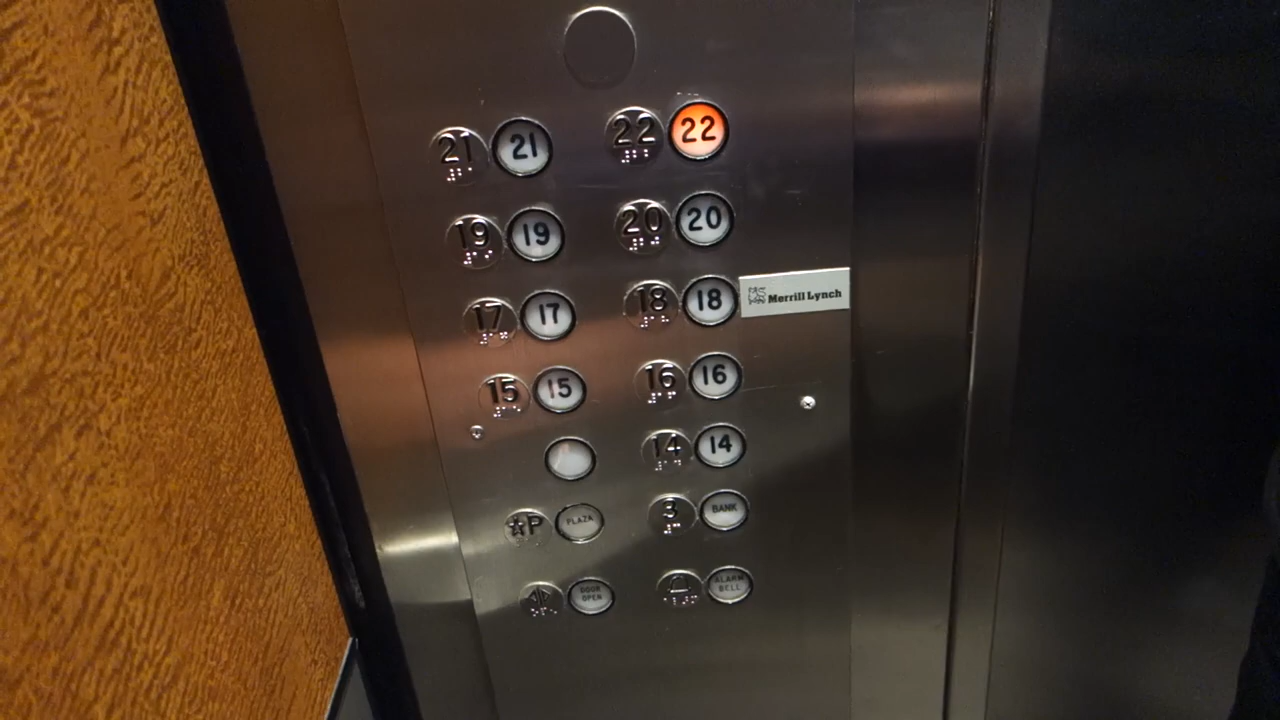 21 21 22 22
19 19 20 20
17 17 18 18 Merrill Lynch
15 15 16 16
14 14
☆P PLAZA 3 BANK
DOOR OPEN ALARM BELL